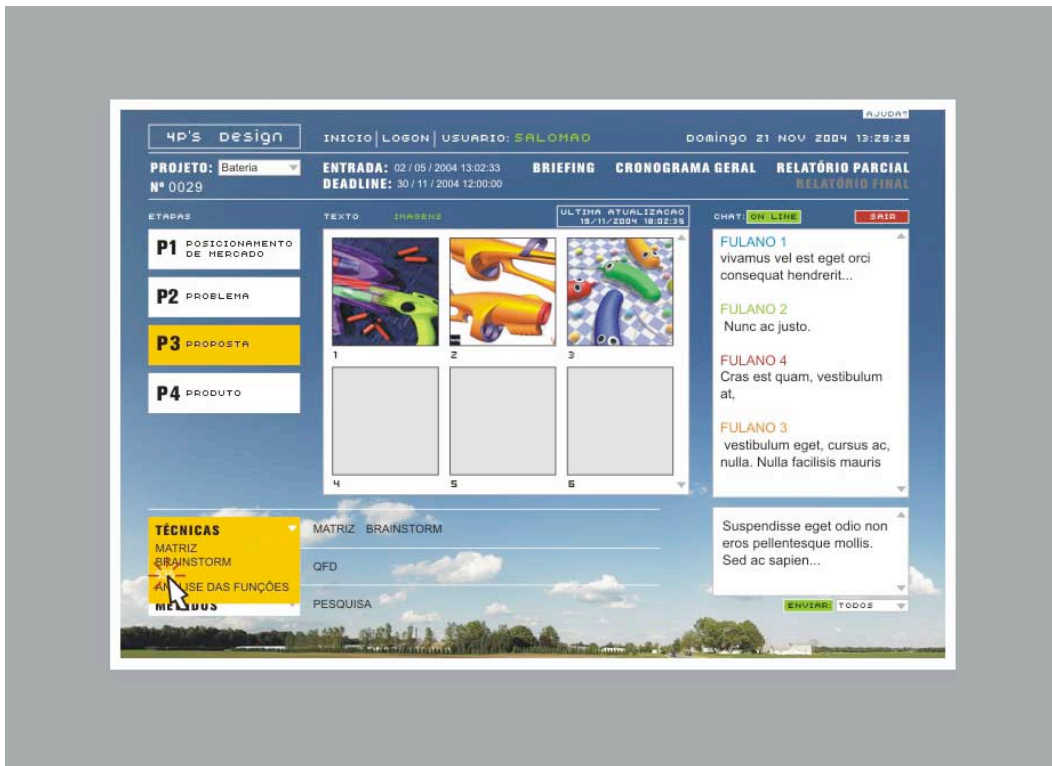 AJUDA?
4P'S Design
INICIO | LOGON | USUARIO: SALOMAO
Domingo 21 NOV 2004 13:29:29
PROJETO: Bateria
Nº 0029
ENTRADA: 02 / 05 / 2004 13:02:33
DEADLINE: 30 / 11 / 2004 12:00:00
BRIEFING
CRONOGRAMA GERAL
RELATÓRIO PARCIAL
RELATÓRIO FINAL
ETAPAS
P1 POSICIONAMENTO
DE MERCADO
P2 PROBLEMA
P3 PROPOSTA
P4 PRODUTO
TEXTO
IMAGENS
ULTIMA ATUALIZACAO
19/11/2004 18:02:35
1
2
3
4
5
6
CHAT: ON LINE
SAIR
FULANO 1
vivamus vel est eget orci
consequat hendrerit...
FULANO 2
Nunc ac justo.
FULANO 4
Cras est quam, vestibulum
at,
FULANO 3
vestibulum eget, cursus ac,
nulla. Nulla facilisis mauris
TÉCNICAS
MATRIZ
BRAINSTORM
DAS FUNÇÕES
MATRIZ BRAINSTORM
QFD
PESQUISA
Suspendisse eget odio non
eros pellentesque mollis.
Sed ac sapien...
ENVIAR: TODOS